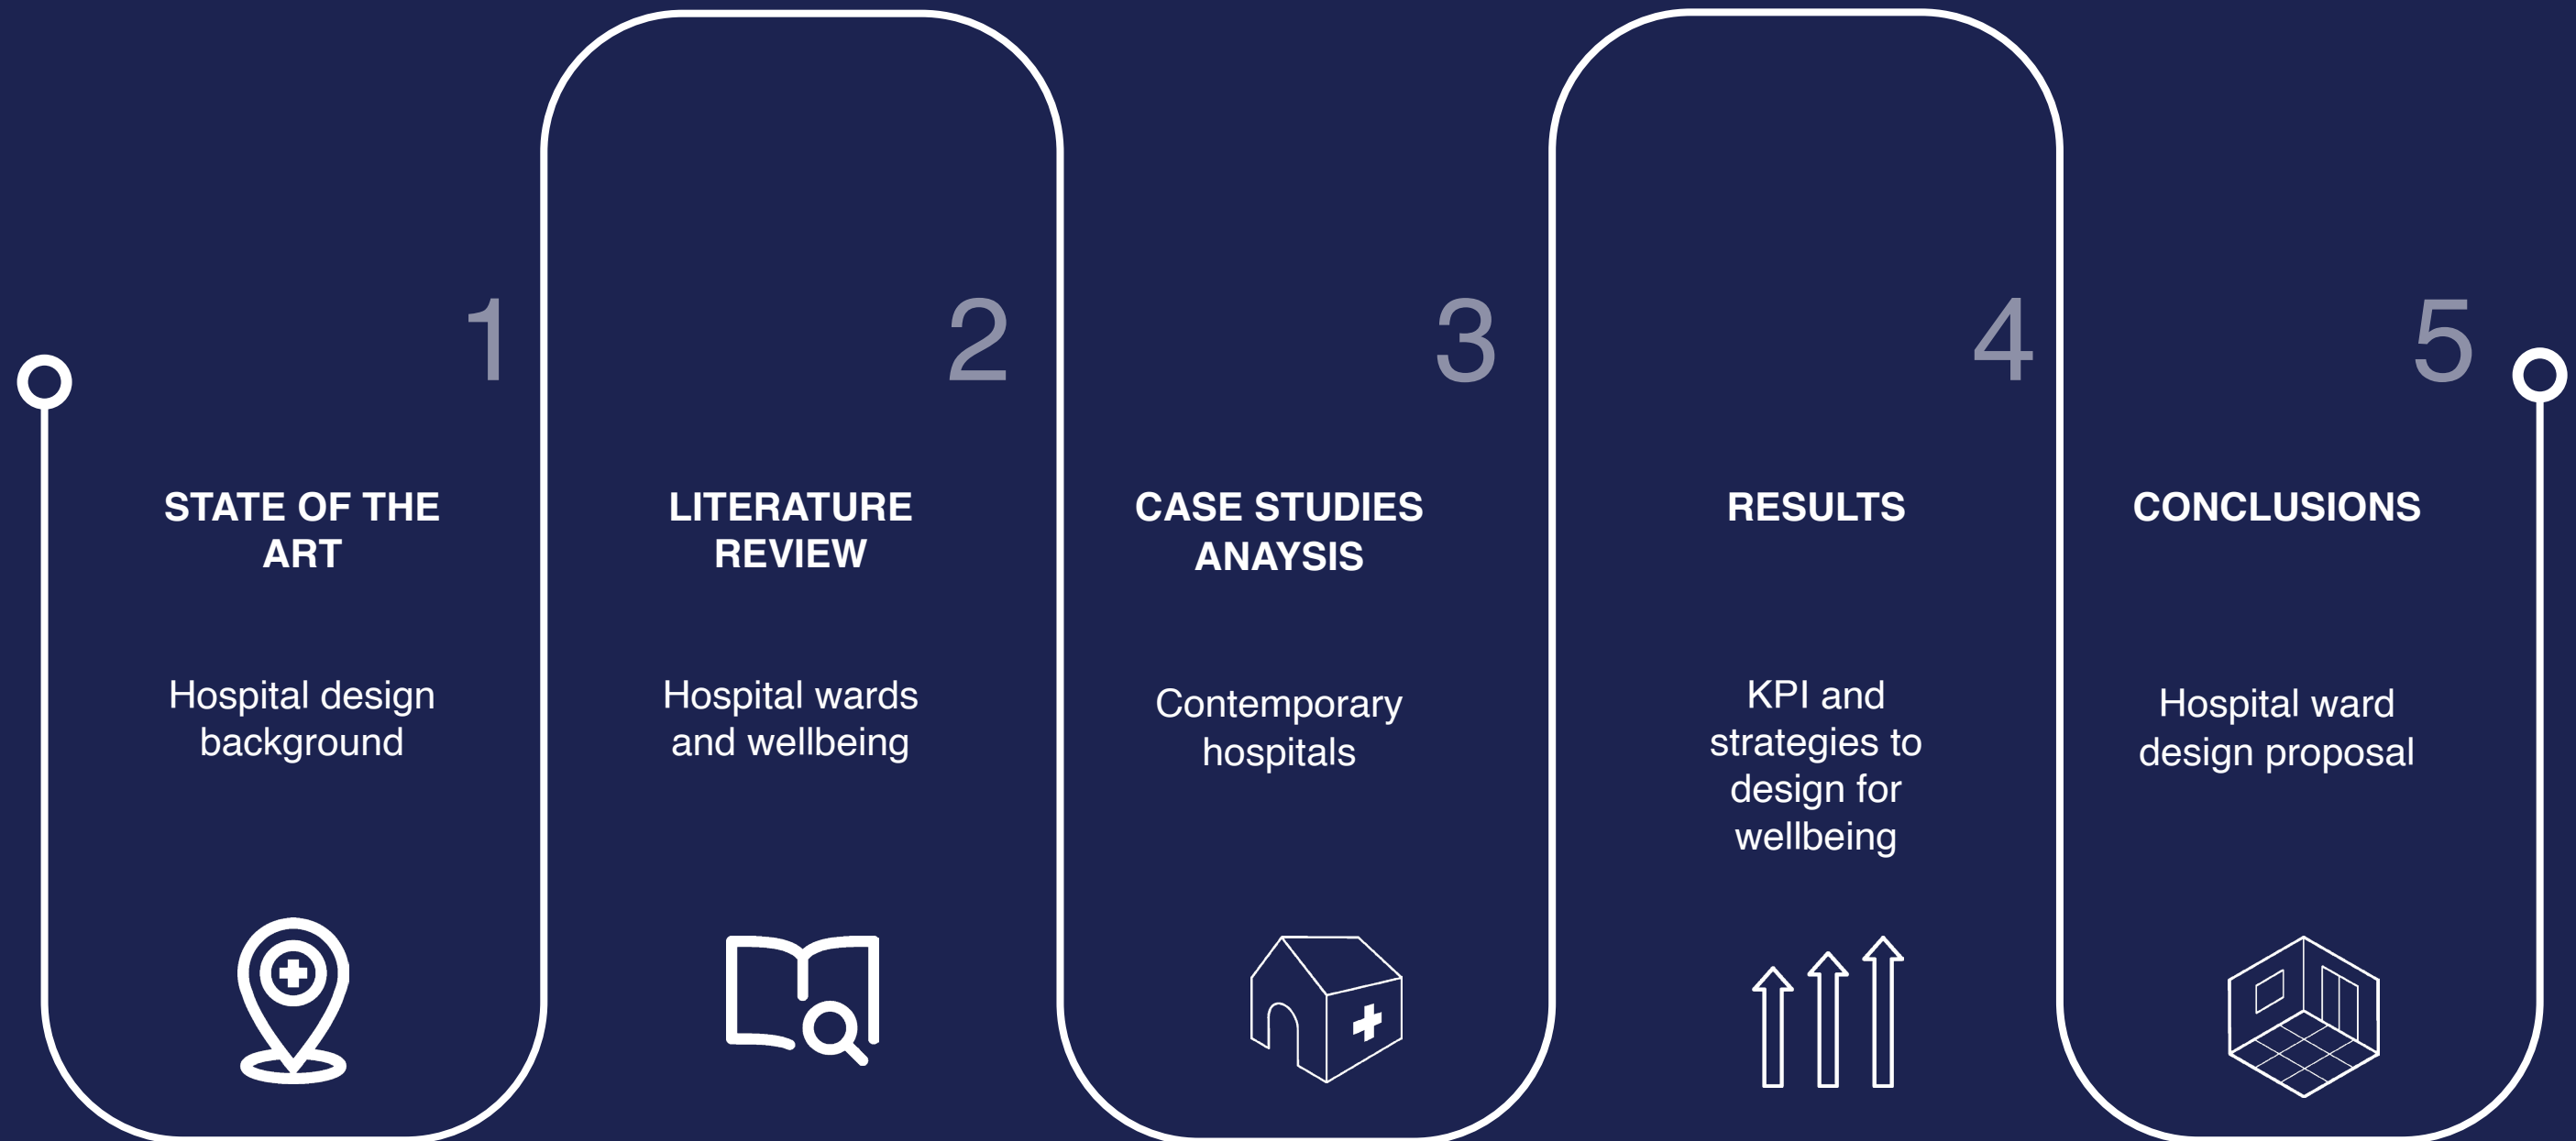 1
STATE OF THE
ART
Hospital design
background
2
LITERATURE
REVIEW
Hospital wards
and wellbeing
3
CASE STUDIES
ANAYSIS
Contemporary
hospitals
4
RESULTS
KPI and
strategies to
design for
wellbeing
5
CONCLUSIONS
Hospital ward
design proposal